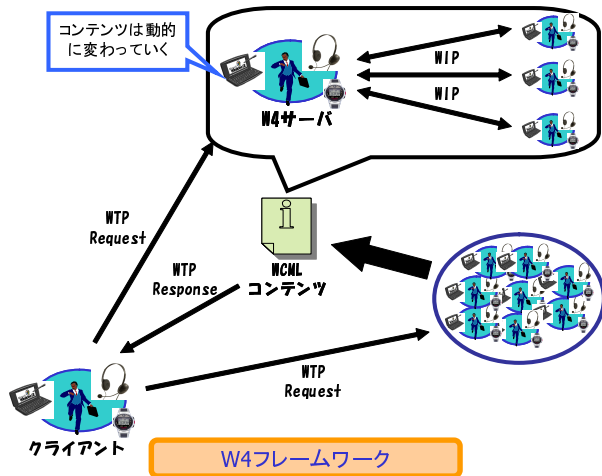 コンテンツは動的
に変わっていく
WIP
WIP
W4サーバ
WTP
Request
WTP
Response
WCML
コンテンツ
WTP
Request
クライアント
W4フレームワーク